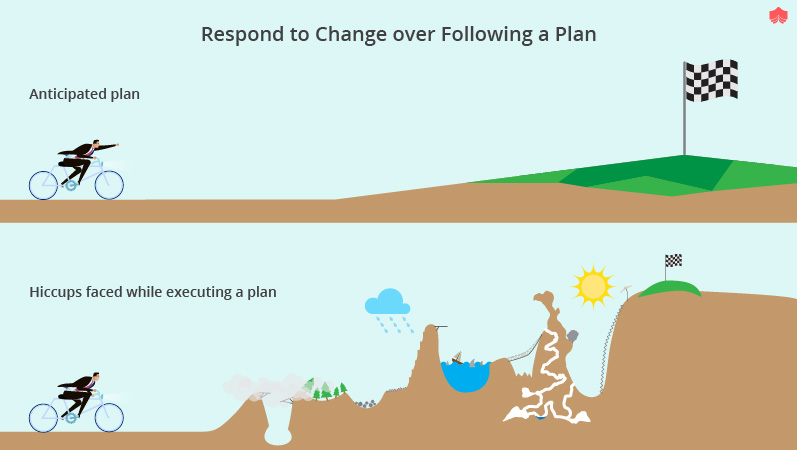 Respond to Change over Following a Plan
Anticipated plan
Hiccups faced while executing a plan